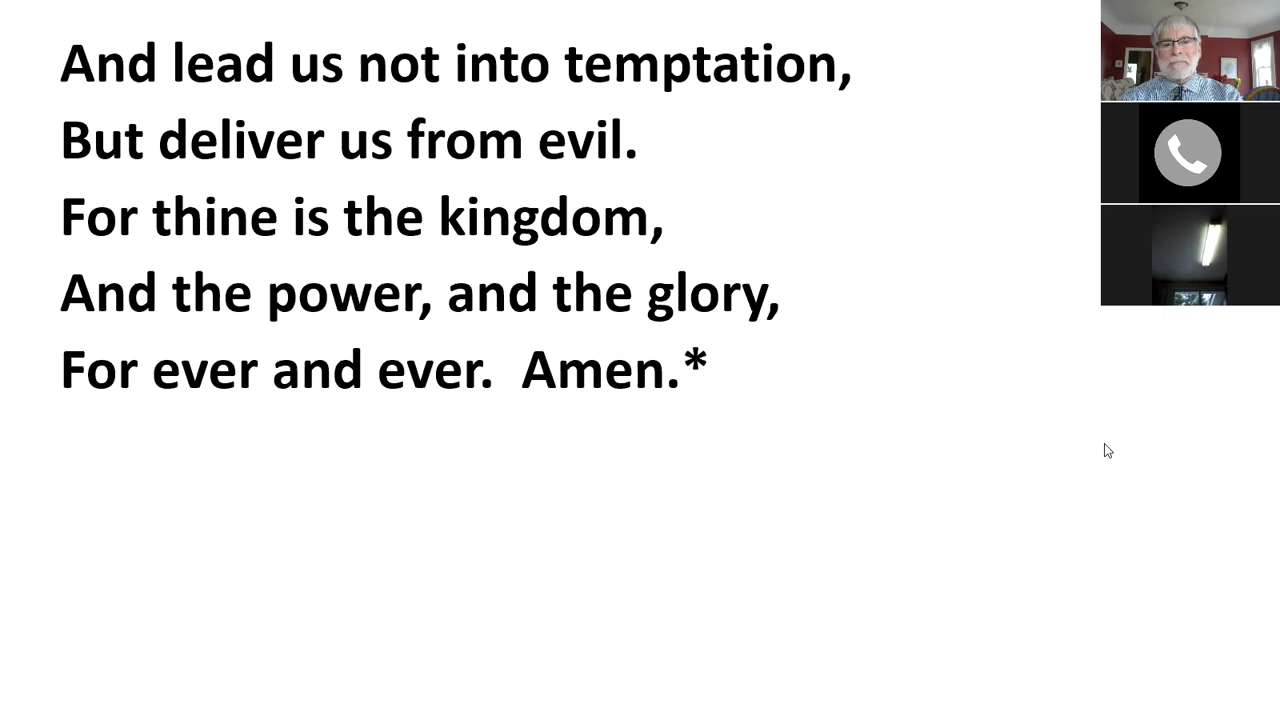 And lead us not into temptation,
But deliver us from evil.
For thine is the kingdom,
And the power, and the glory,
For ever and ever.  Amen.*